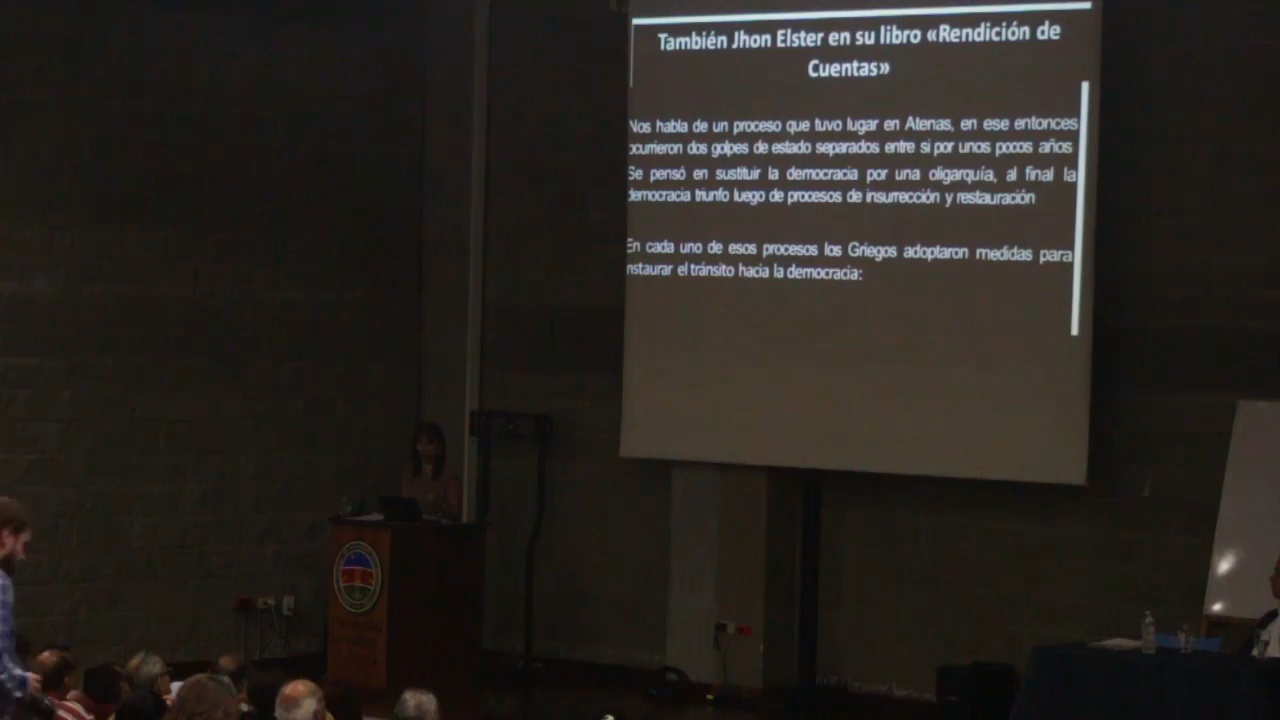 También Jhon Elster en su libro «Rendición de
Cuentas»
Nos habla de un proceso que tuvo lugar en Atenas, en ese entonces
ocurrieron dos golpes de estado separados entre si por unos pocos años
Se pensó en sustituir la democracia por una oligarquía, al final la
democracia triunfo luego de procesos de insurrección y restauración
En cada uno de esos procesos los Griegos adoptaron medidas para
nstaurar el tránsito hacia la democracia: